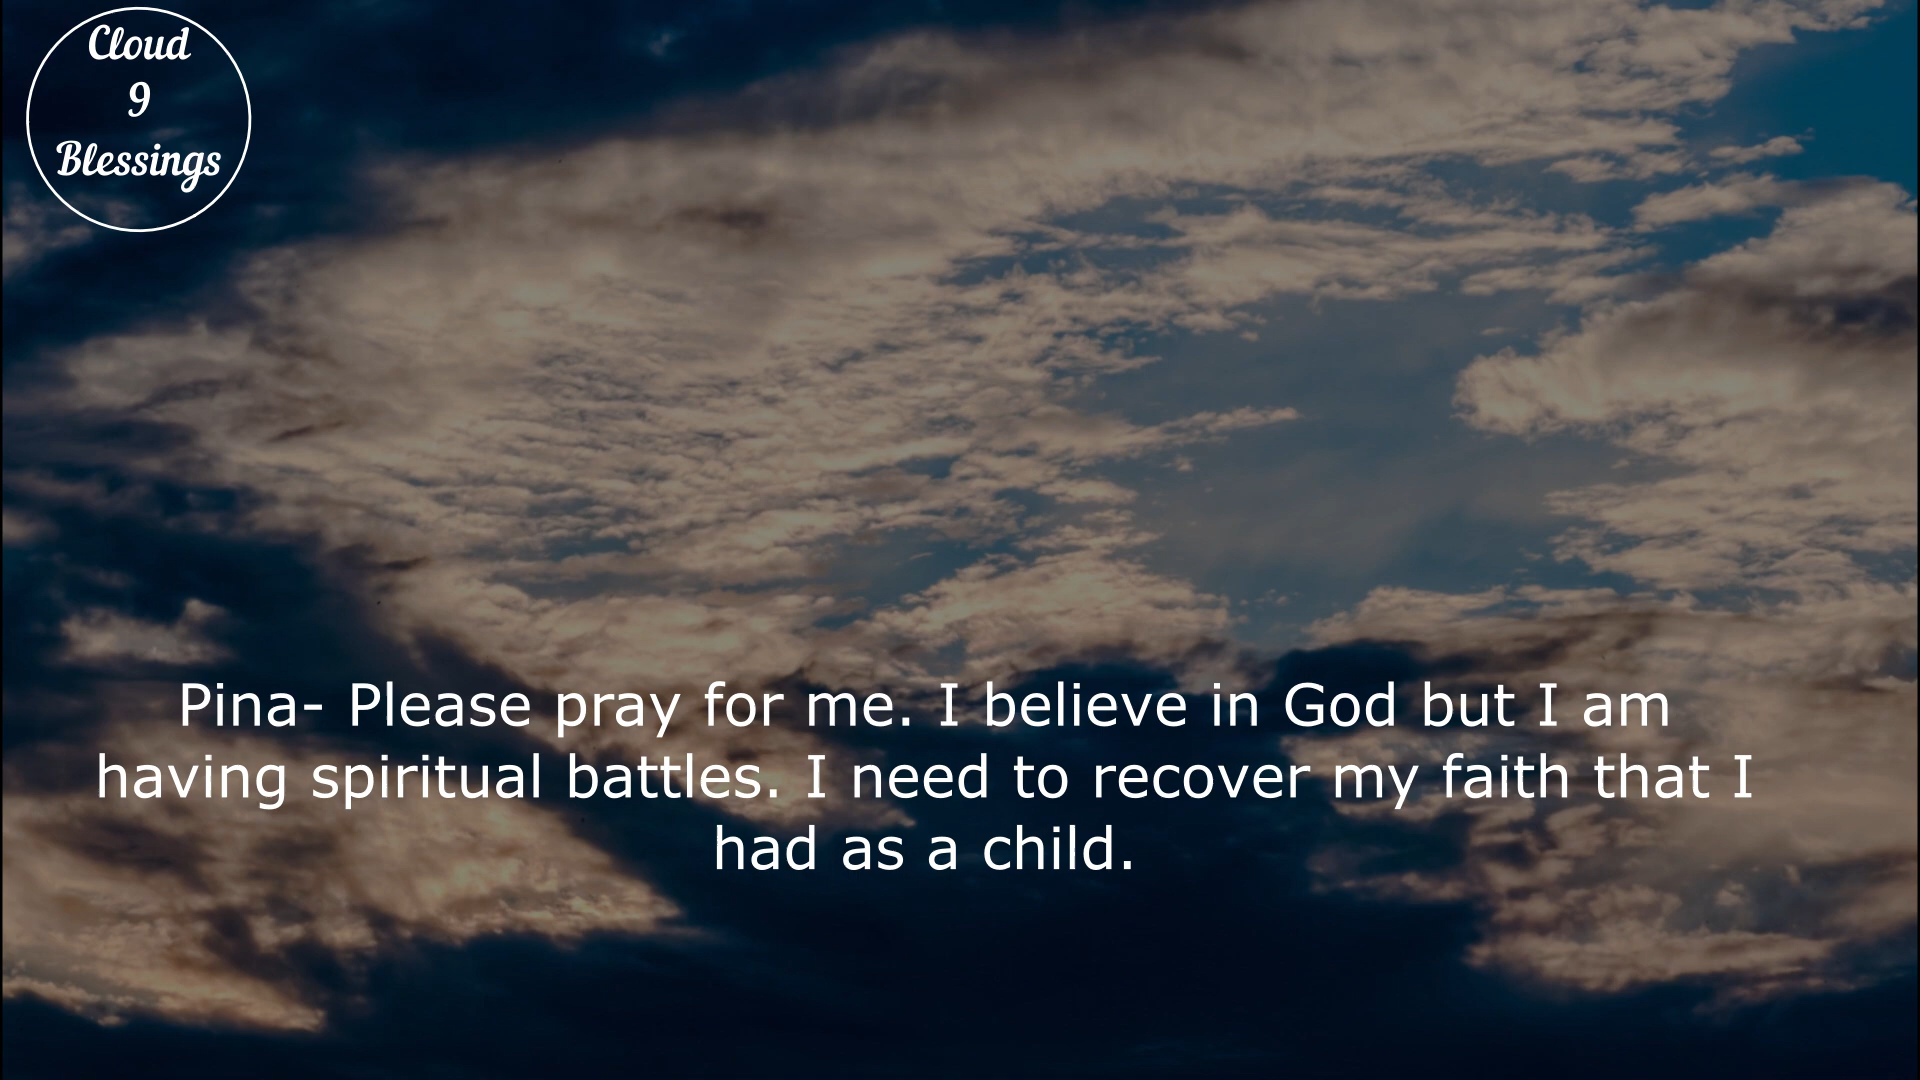 Cloud
9
Blessings
Pina- Please pray for me. I believe in God but I am
having spiritual battles. I need to recover my faith that I
had as a child.